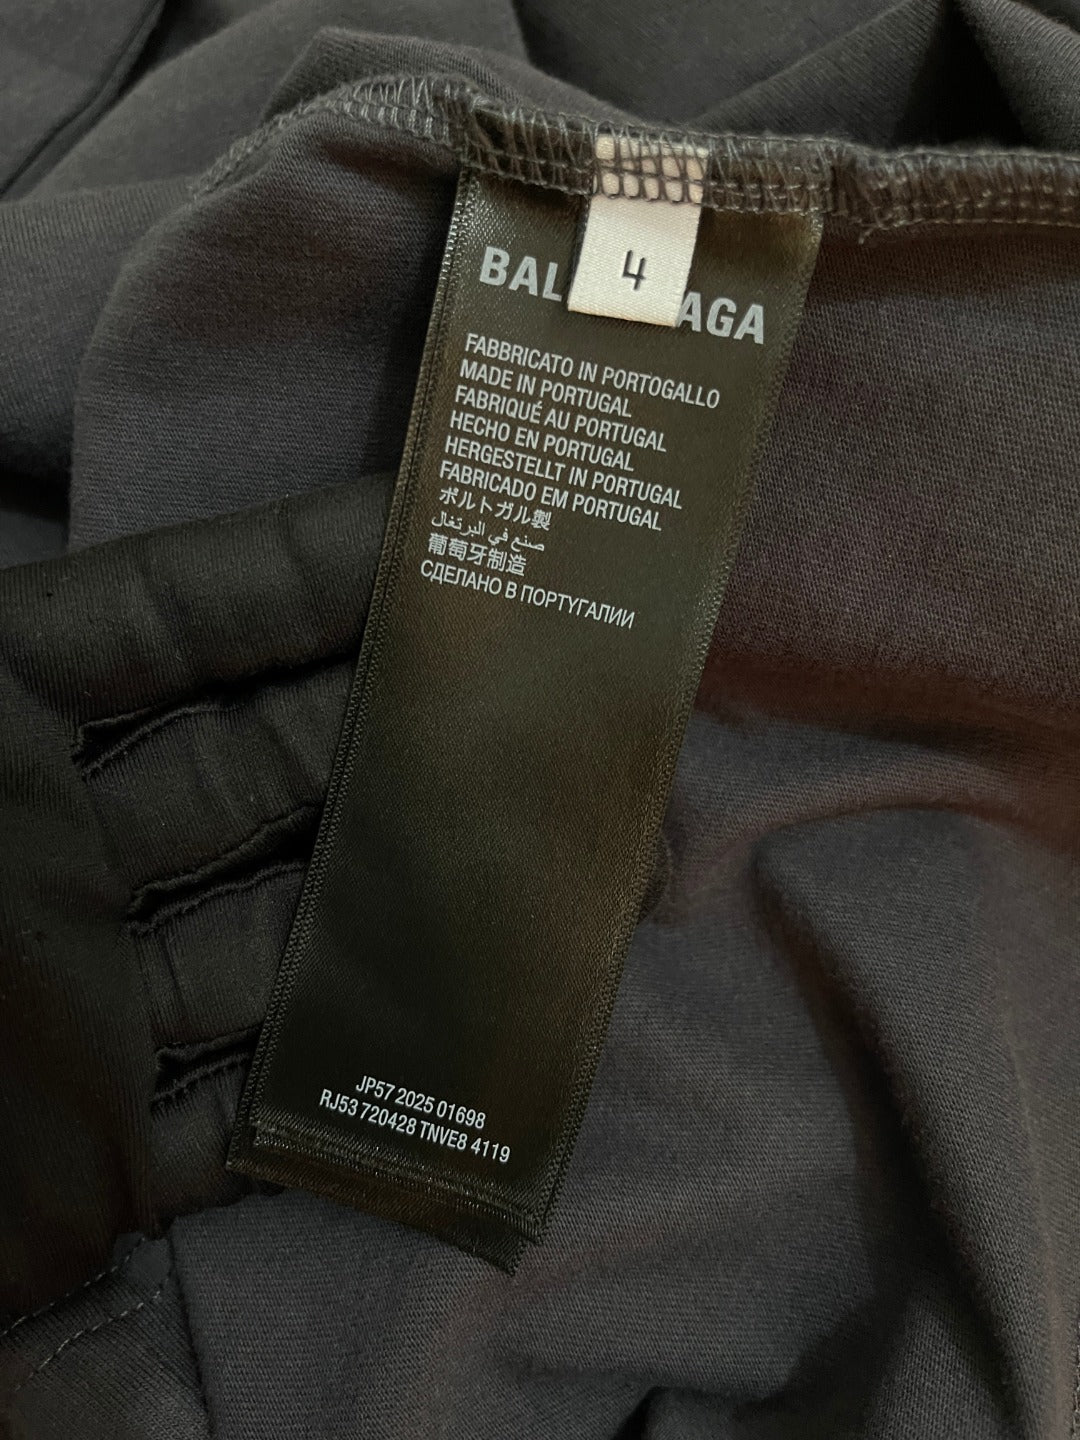 4
BAL AGA
FABBRICATO IN PORTOGALLO
MADE IN PORTUGAL
FABRIQUÉ AU PORTUGAL
HECHO EN PORTUGAL
HERGESTELLT IN PORTUGAL
FABRICADO EM PORTUGAL
ポルトガル製
صنع في البرتغال
葡萄牙制造
СДЕЛАНО В ПОРТУГАЛИИ
JP57 2025 01698
RJ53 720428 TNVE8 4119